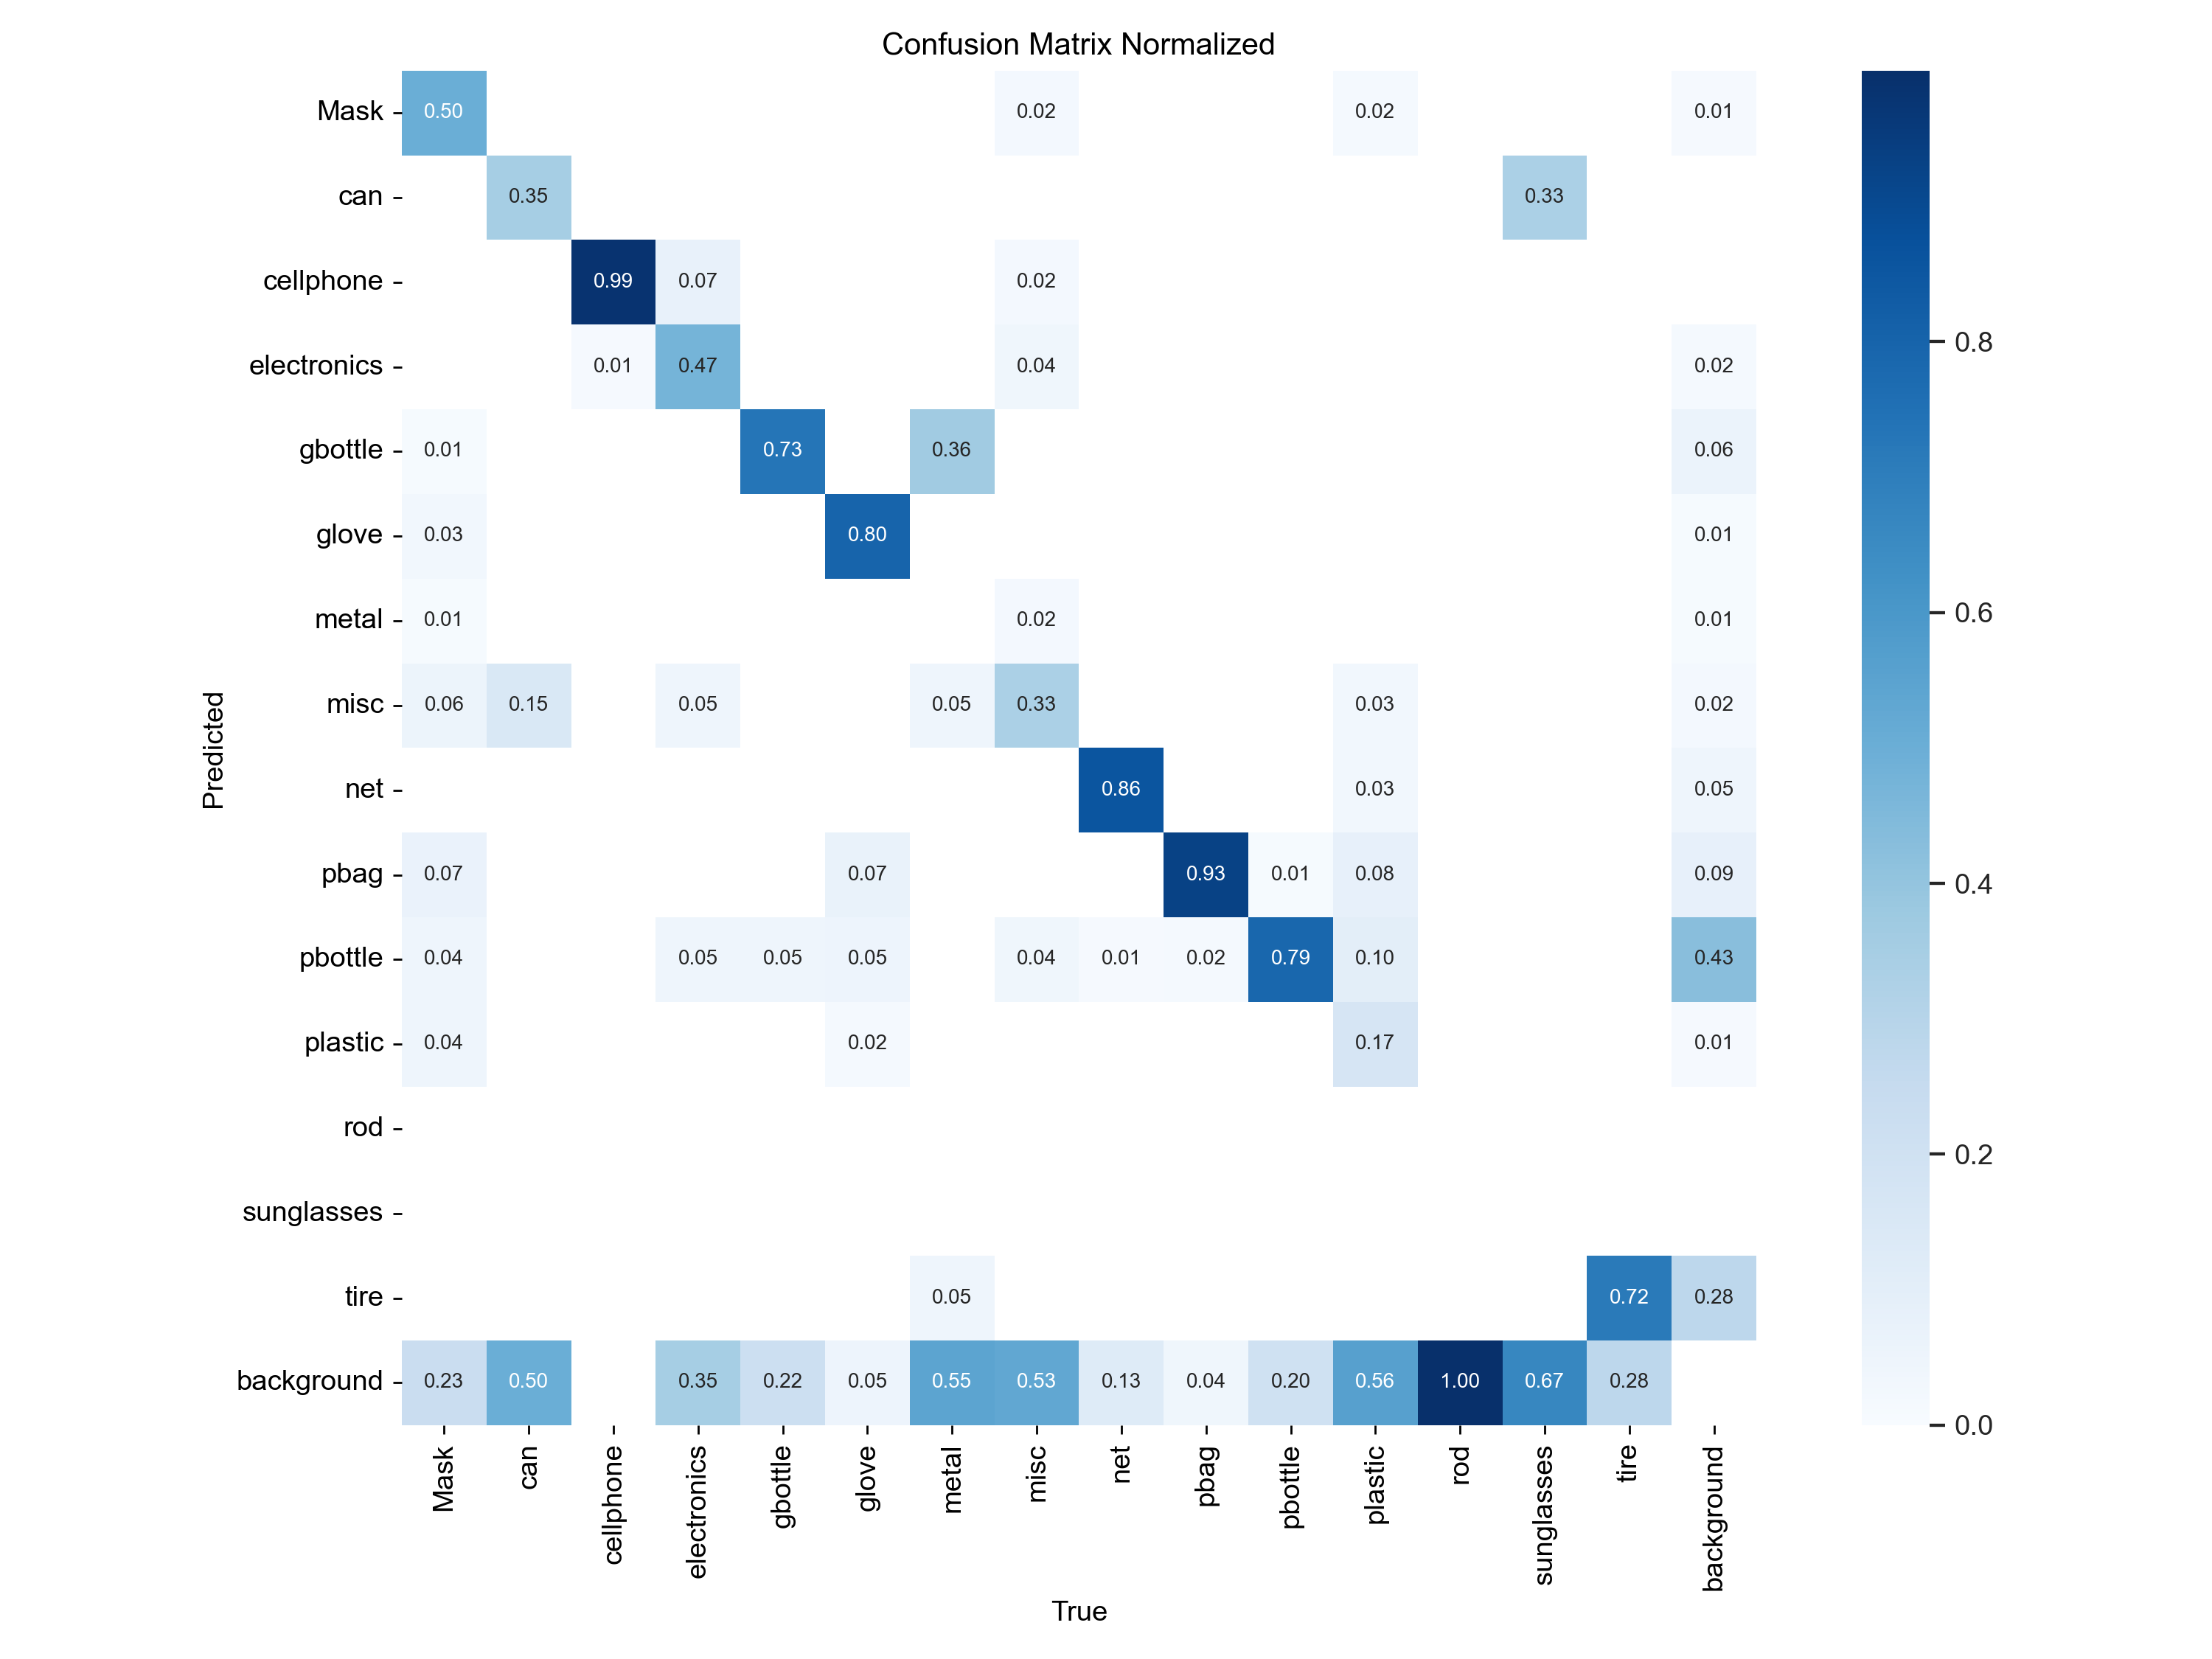 Confusion Matrix Normalized
Mask 0.50 0.02 0.02 0.01
can 0.35 0.33
cellphone 0.99 0.07 0.02
electronics 0.01 0.47 0.04 0.02
gbottle 0.01 0.73 0.36 0.06
glove 0.03 0.80 0.01
metal 0.01 0.02 0.01
misc 0.06 0.15 0.05 0.05 0.33 0.03 0.02
net 0.86 0.03 0.05
pbag 0.07 0.07 0.93 0.01 0.08 0.09
pbottle 0.04 0.05 0.05 0.05 0.04 0.01 0.02 0.79 0.10 0.43
plastic 0.04 0.02 0.17 0.01
rod
sunglasses
tire 0.05 0.72 0.28
background 0.23 0.50 0.35 0.22 0.05 0.55 0.53 0.13 0.04 0.20 0.56 1.00 0.67 0.28
Predicted
Mask can cellphone electronics gbottle glove metal misc net pbag pbottle plastic rod sunglasses tire background
True
0.8
0.6
0.4
0.2
0.0